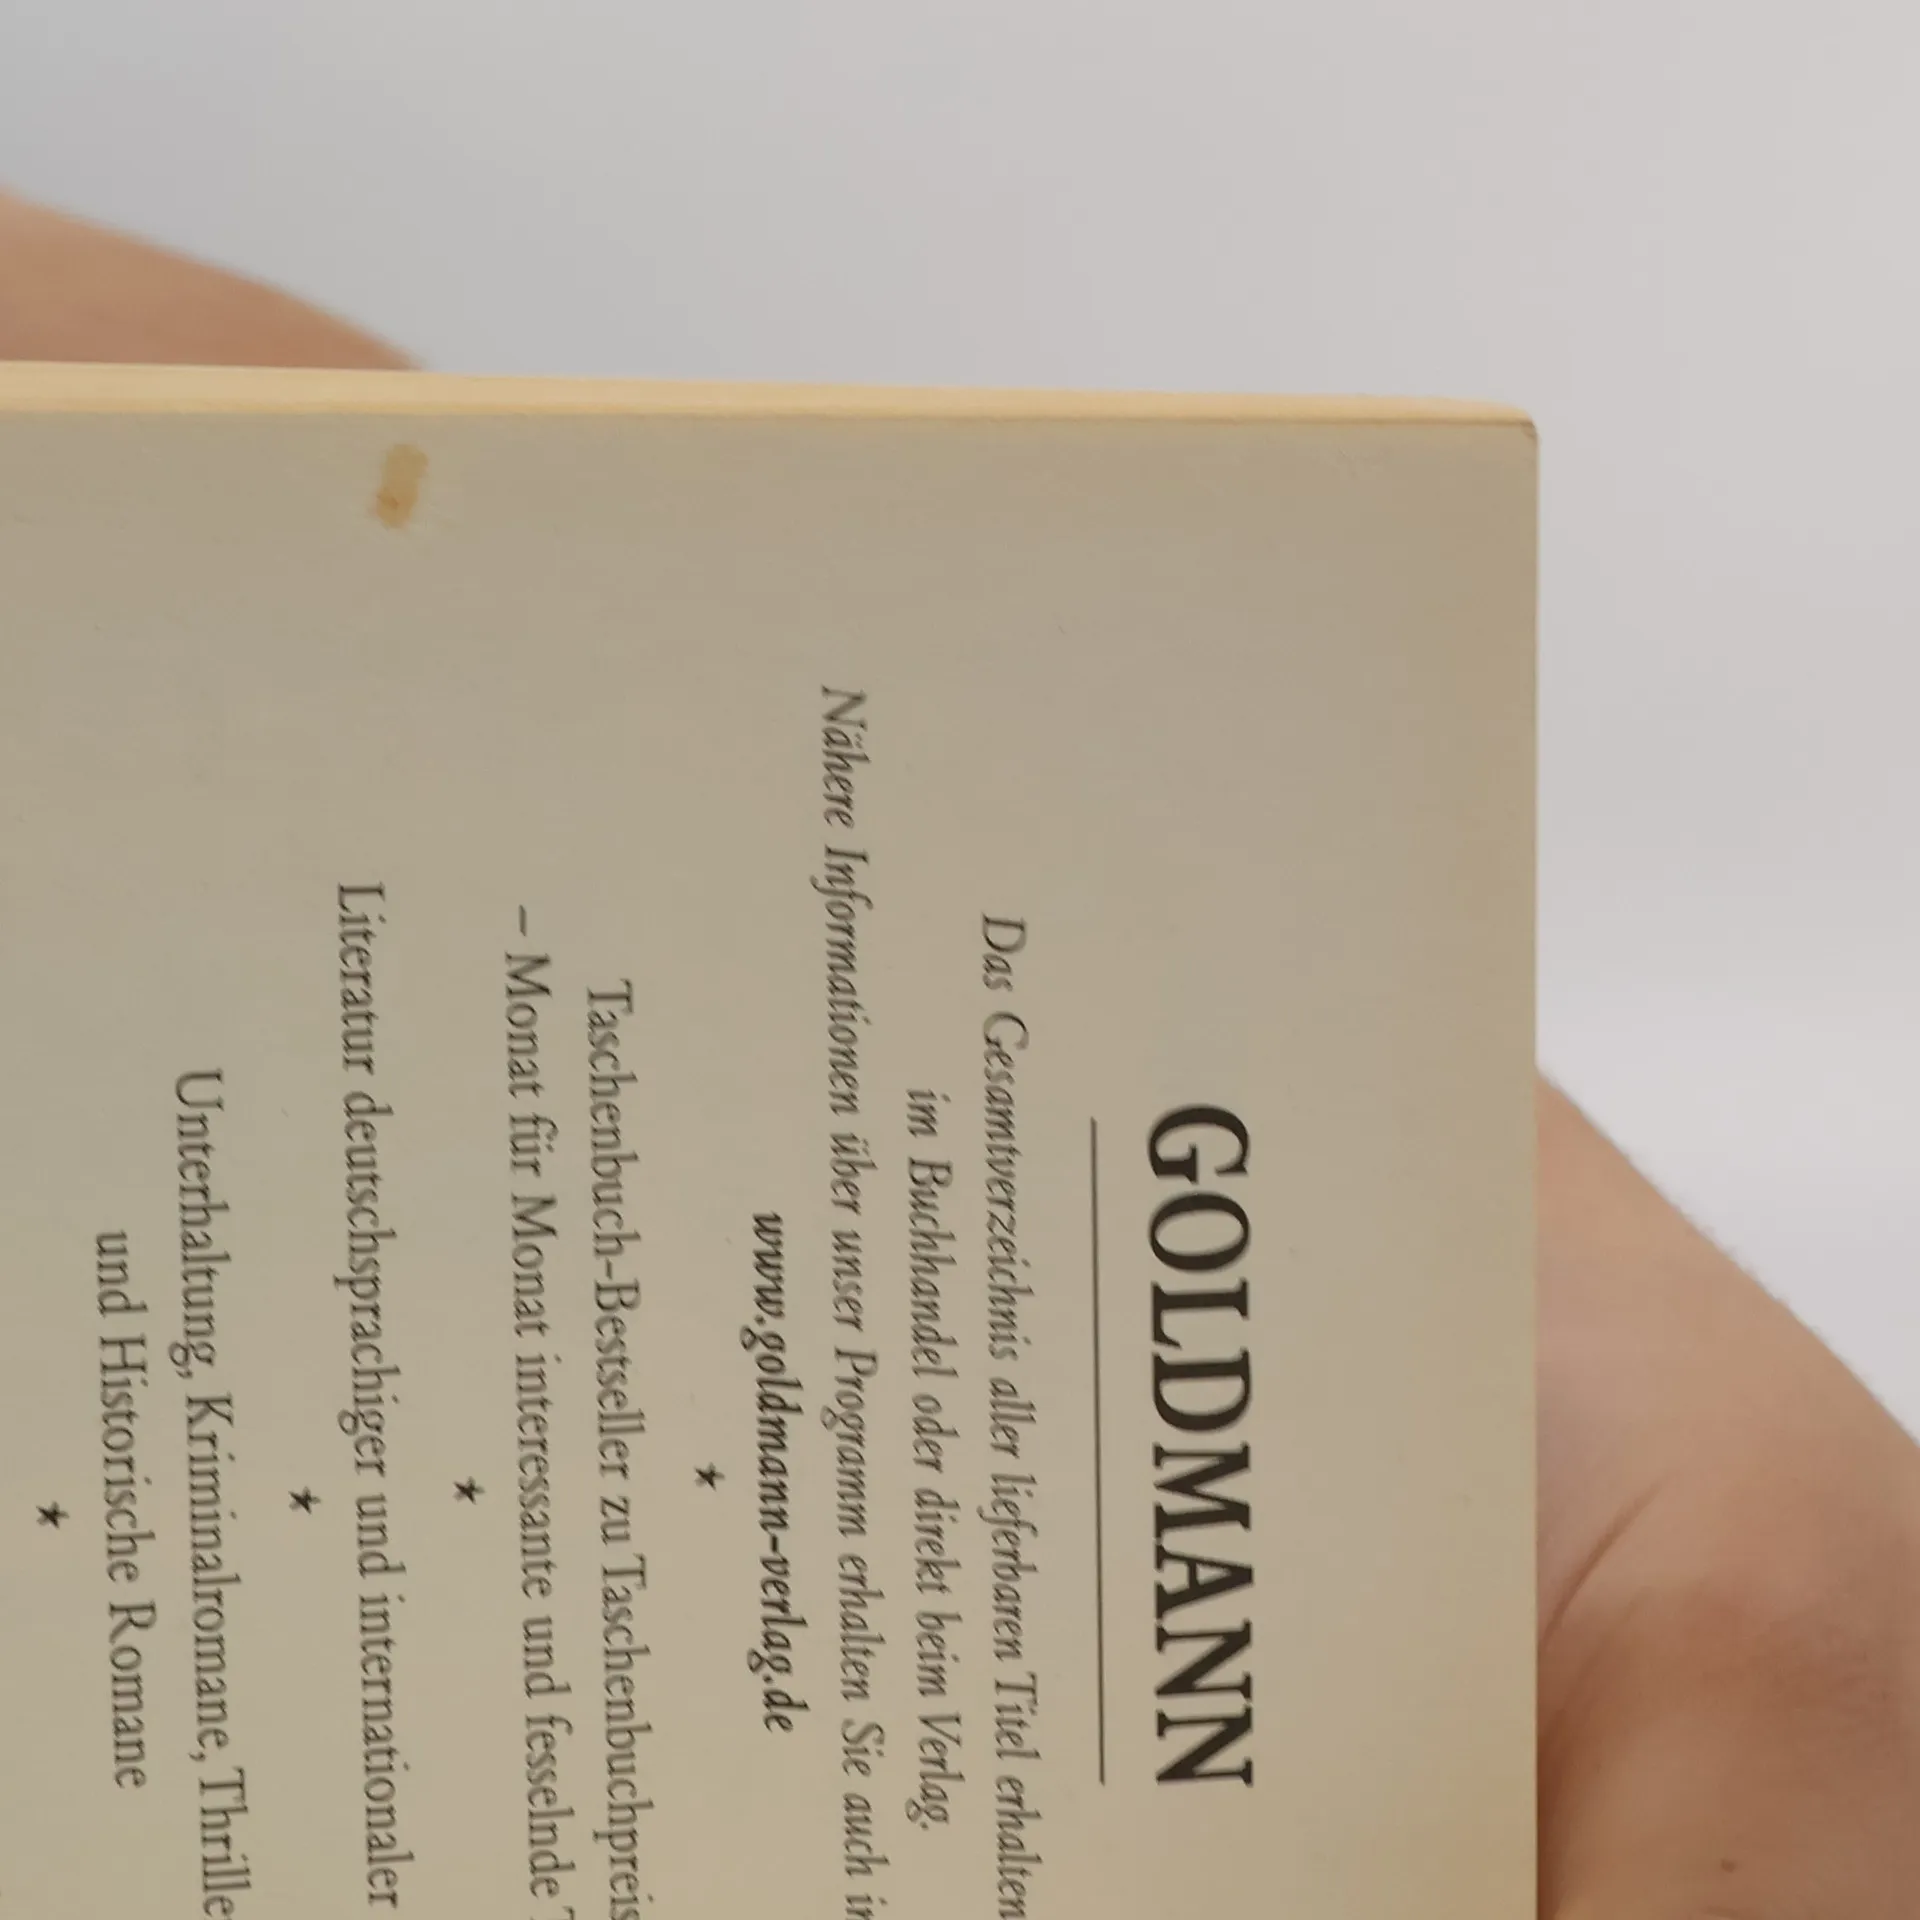 GOLDMANN
Das Gesamtverzeichnis aller lieferbaren Titel erhalten
im Buchhandel oder direkt beim Verlag.
Nähere Informationen über unser Programm erhalten Sie auch
www.goldmann-verlag.de
*
Taschenbuch-Bestseller zu Taschenbuchpreis
– Monat für Monat interessante und fesselnde
*
Literatur deutschsprachiger und internationaler
*
Unterhaltung, Kriminalromane, Thrille
und Historische Romane
*